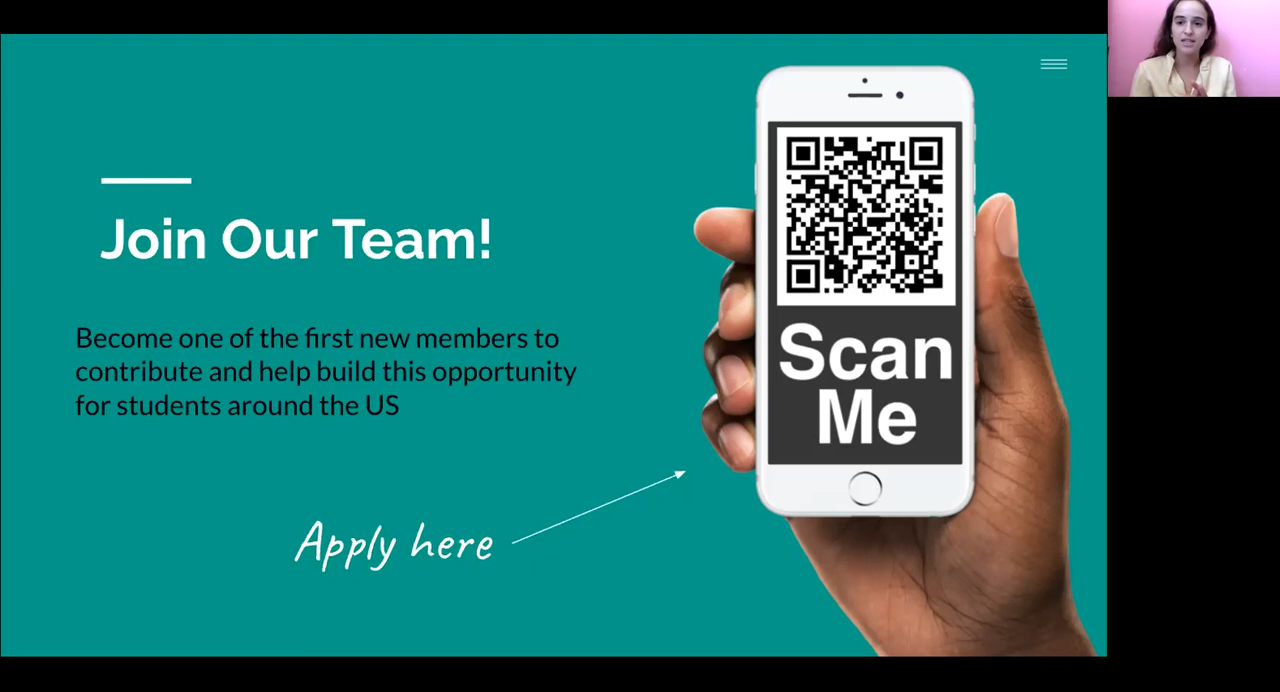 Join Our Team!
Become one of the first new members to
contribute and help build this opportunity
for students around the US
Apply here
Scan
Me